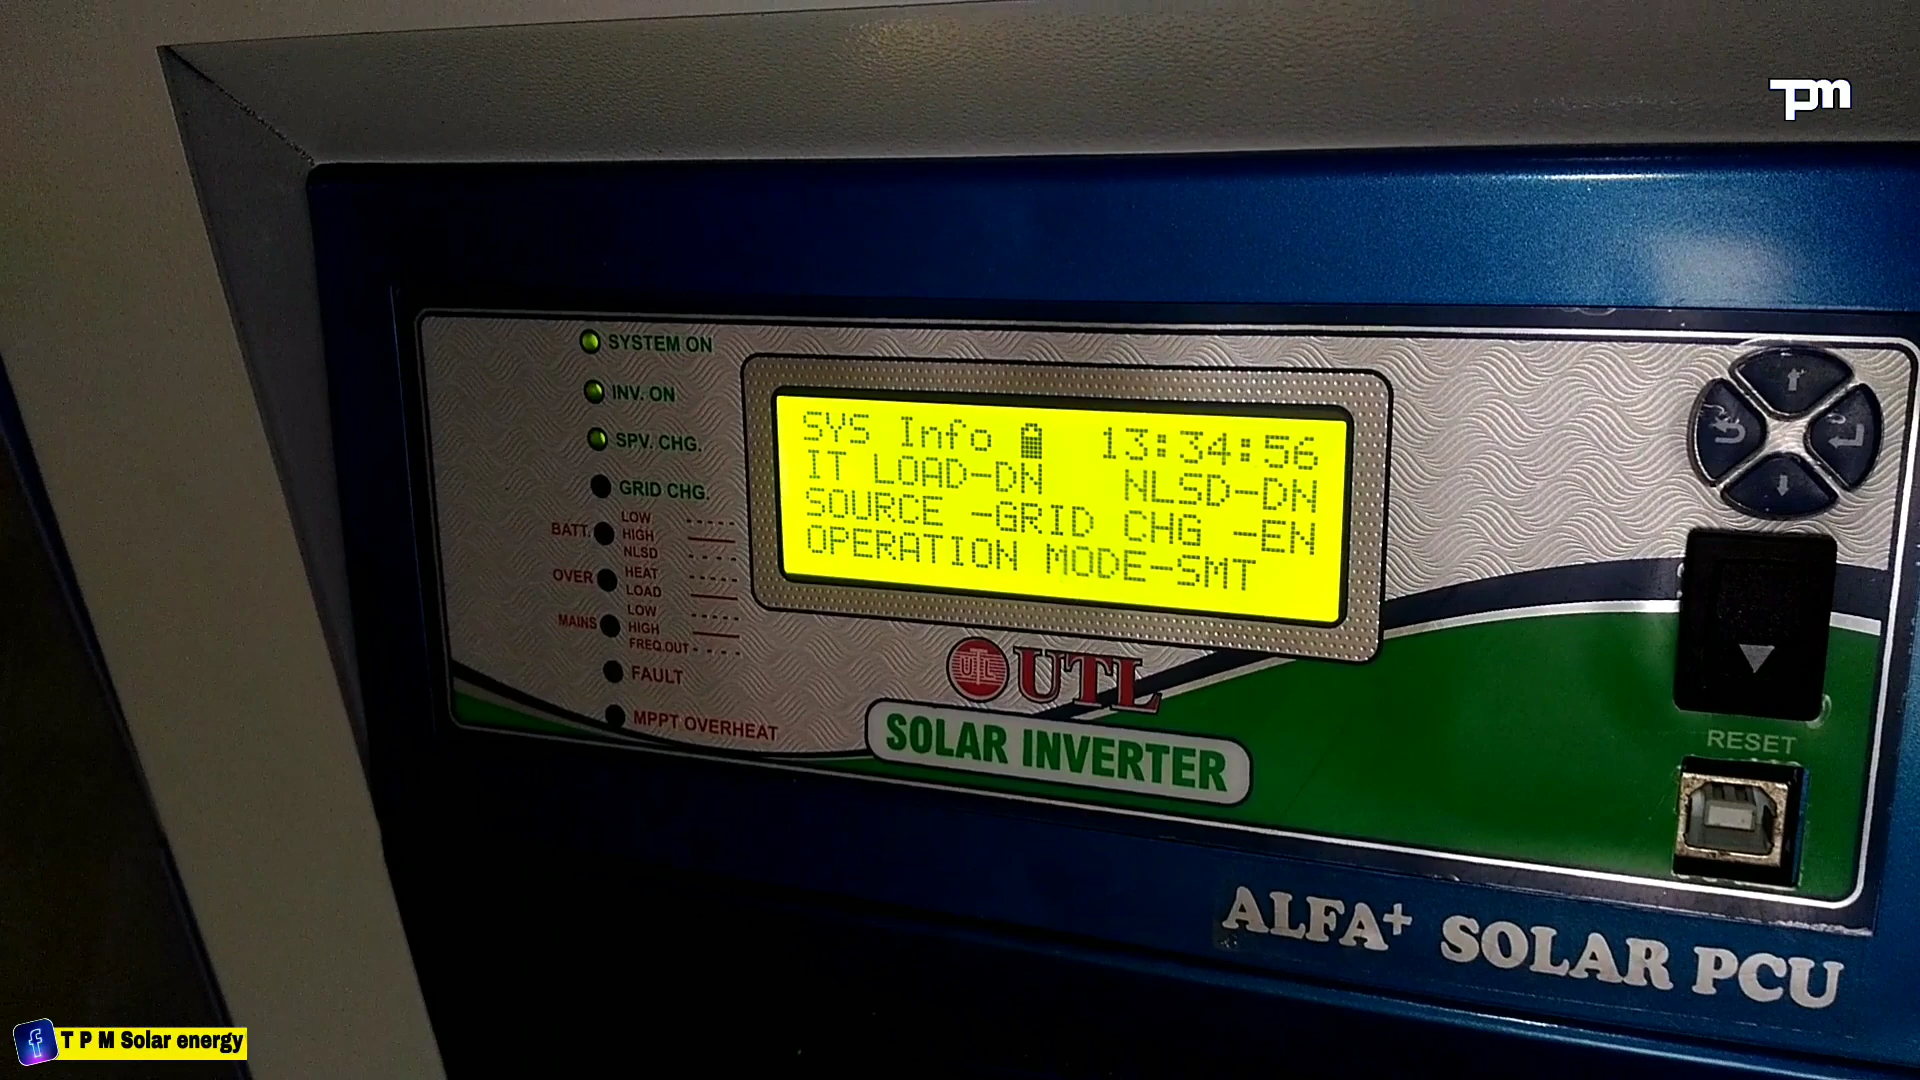 TPM
SYSTEM ON
INV. ON
SPV. CHG.
GRID CHG.
BATT.
LOW
HIGH
NLSD
OVER
HEAT
LOAD
MAINS
LOW
HIGH
FREQ.OUT
FAULT
MPPT OVERHEAT
SYS Info 13:34:56
IT LOAD-DN NLSD-DN
SOURCE -GRID CHG -EN
OPERATION MODE-SMT
UTL UTL
SOLAR INVERTER
RESET
ALFA+ SOLAR PCU
f T P M Solar energy